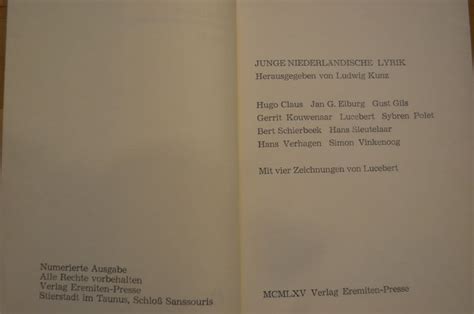 Numerierte Ausgabe
Alle Rechte vorbehalten
Verlag Eremiten-Presse
Stierstadt im Taunus, Schloß Sanssouris
JUNGE NIEDERLÄNDISCHE LYRIK
Herausgegeben von Ludwig Kunz
Hugo Claus Jan G. Elburg Gust Gils
Gerrit Kouwenaar Lucebert Sybren Polet
Bert Schierbeek Hans Sleutelaar
Hans Verhagen Simon Vinkenoog
Mit vier Zeichnungen von Lucebert
MCMLXV Verlag Eremiten-Presse